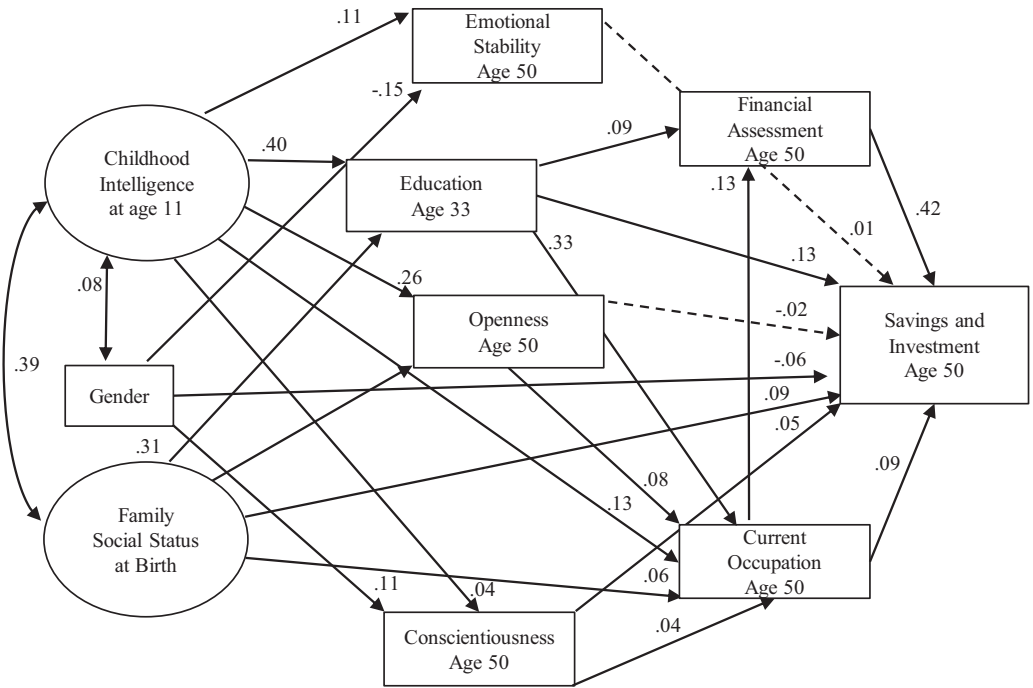 .11
Emotional
Stability
Age 50
-.15
Financial
Assessment
Age 50
.09
.40
Childhood
Intelligence
at age 11
Education
Age 33
.13
.42
.01
.33
.13
.08
.26
-.02
Openness
Age 50
Savings and
Investment
Age 50
.39
-.06
Gender
.09
.05
.31
.09
.08
.13
Family
Social Status
at Birth
Current
Occupation
Age 50
.06
.11
.04
.04
Conscientiousness
Age 50